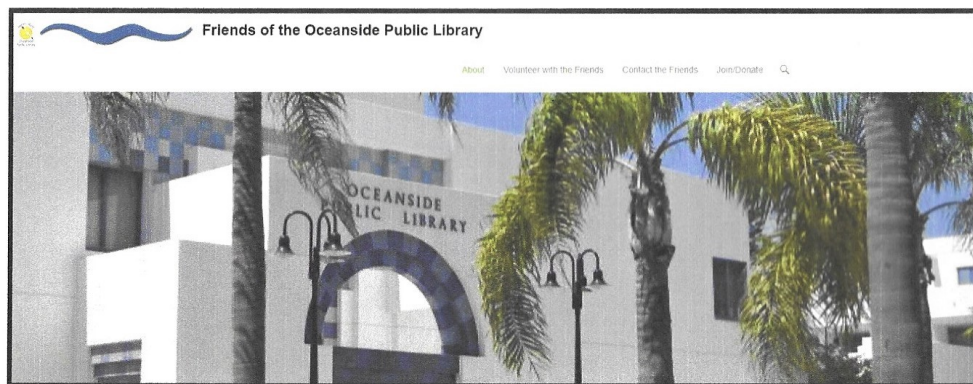 Friends of the Oceanside Public Library
About Volunteer with the Friends Contact the Friends Join/Donate
OCEANSIDE
PUBLIC LIBRARY